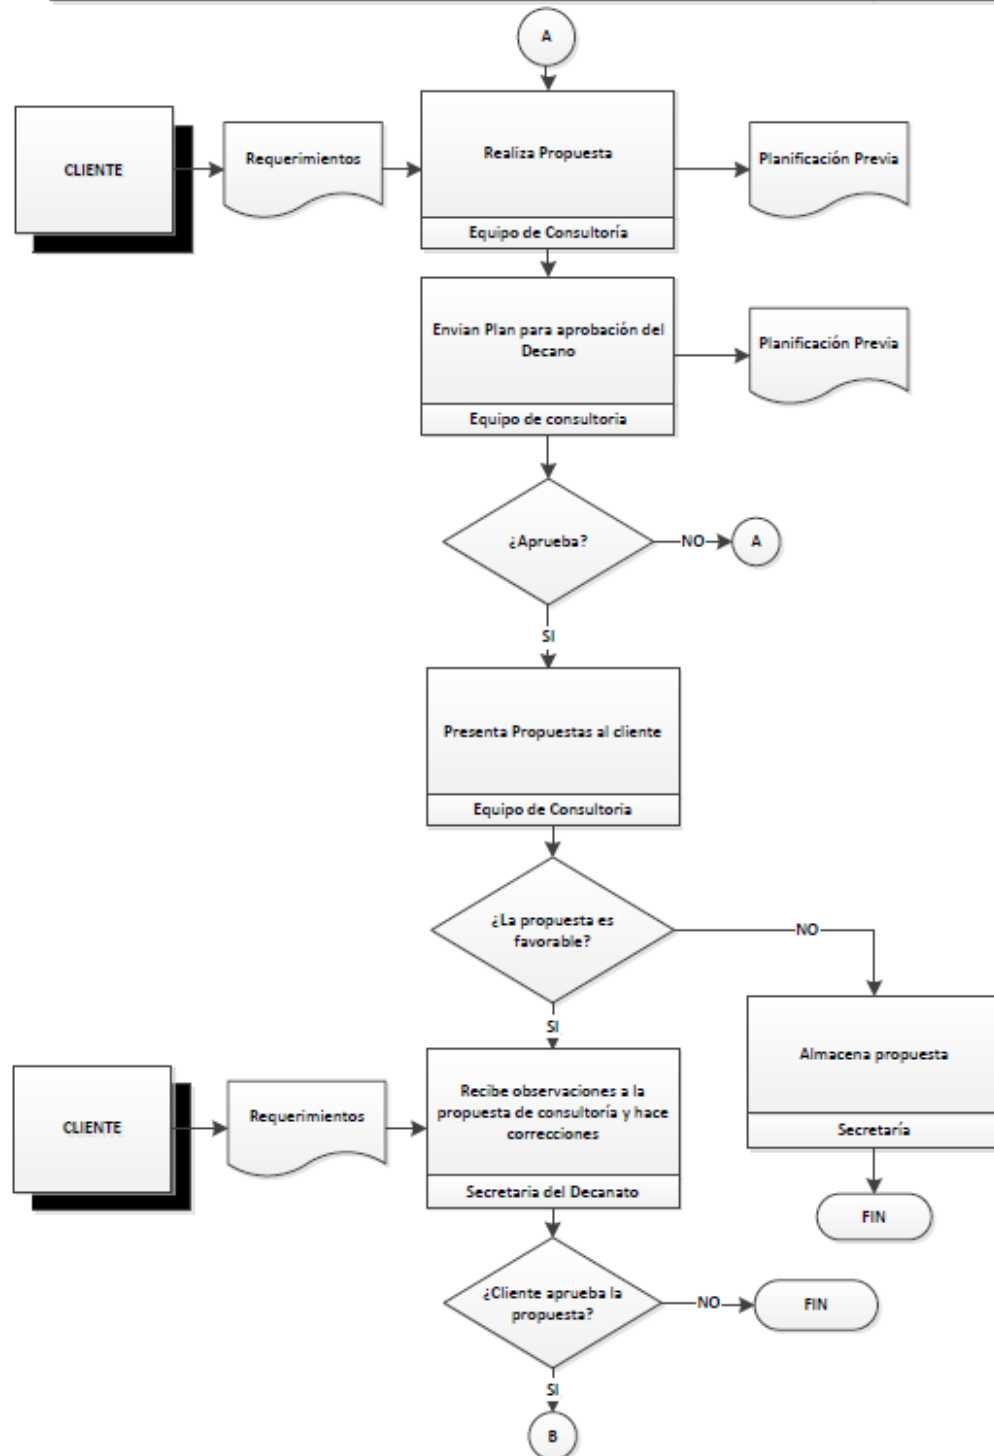 A
CLIENTE
Requerimientos
Realiza Propuesta
Planificación Previa
Equipo de Consultoría
Envian Plan para aprobación del
Decano
Planificación Previa
Equipo de consultoria
¿Aprueba?
NO
A
SI
Presenta Propuestas al cliente
Equipo de Consultoria
¿La propuesta es
favorable?
NO
SI
Almacena propuesta
Secretaría
FIN
CLIENTE
Requerimientos
Recibe observaciones a la
propuesta de consultoría y hace
correcciones
Secretaria del Decanato
¿Cliente aprueba la
propuesta?
NO
FIN
SI
B